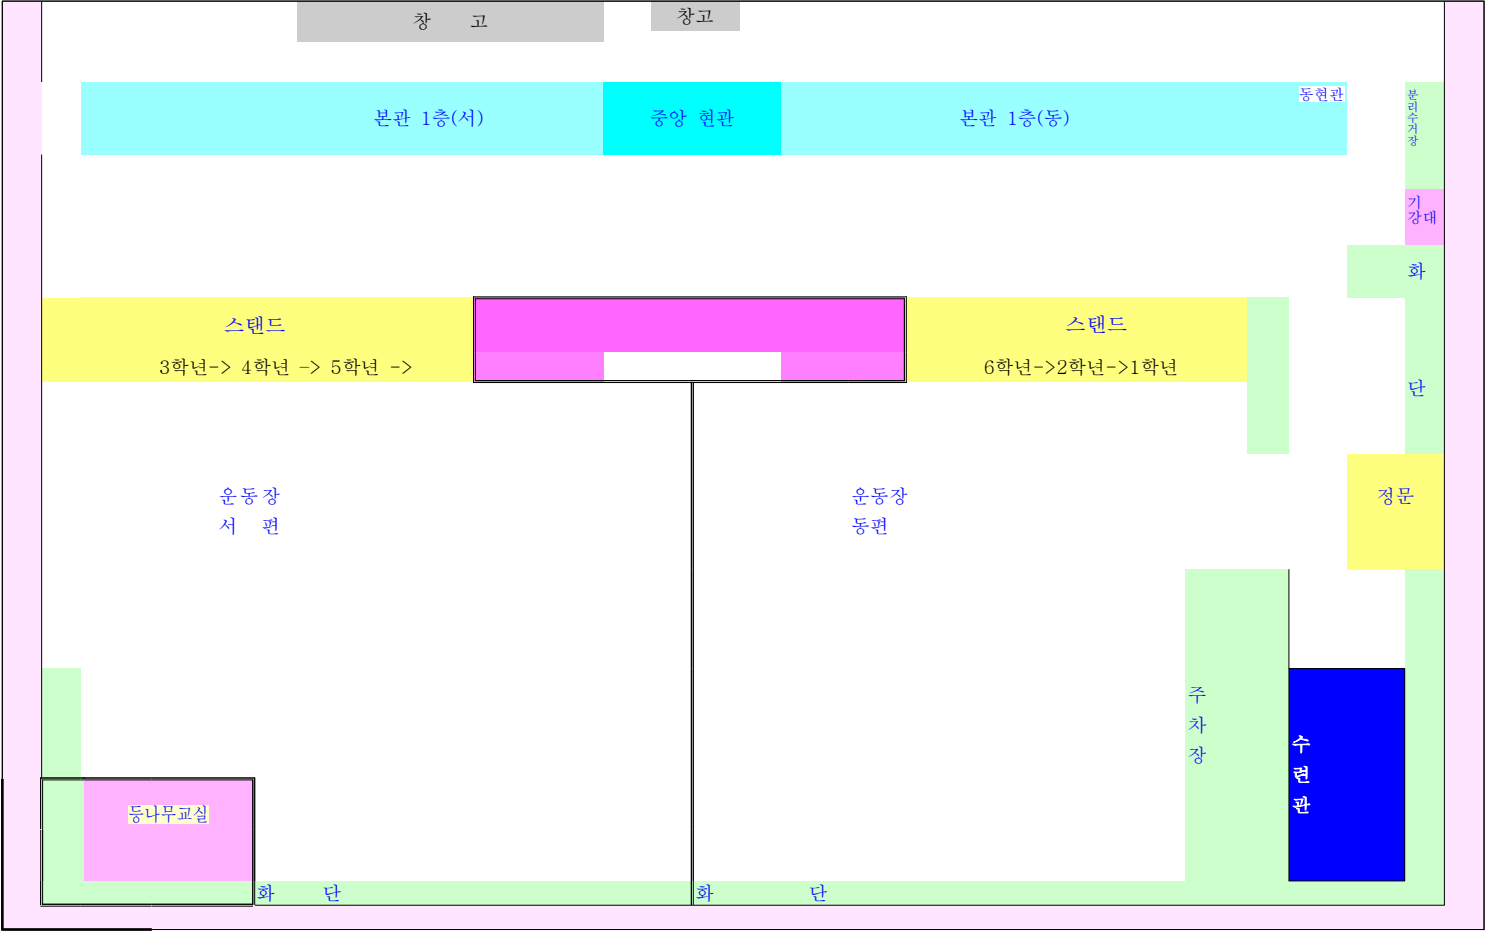 창 고
창고
본관 1층(서)
중앙 현관
본관 1층(동)
동현관
분리수거장
기
강대
화
단
스탠드
3학년-> 4학년 -> 5학년 ->
스탠드
6학년->2학년->1학년
운동장
서 편
운동장
동편
정문
주
차
장
수
련
관
등나무교실
화 단
화 단